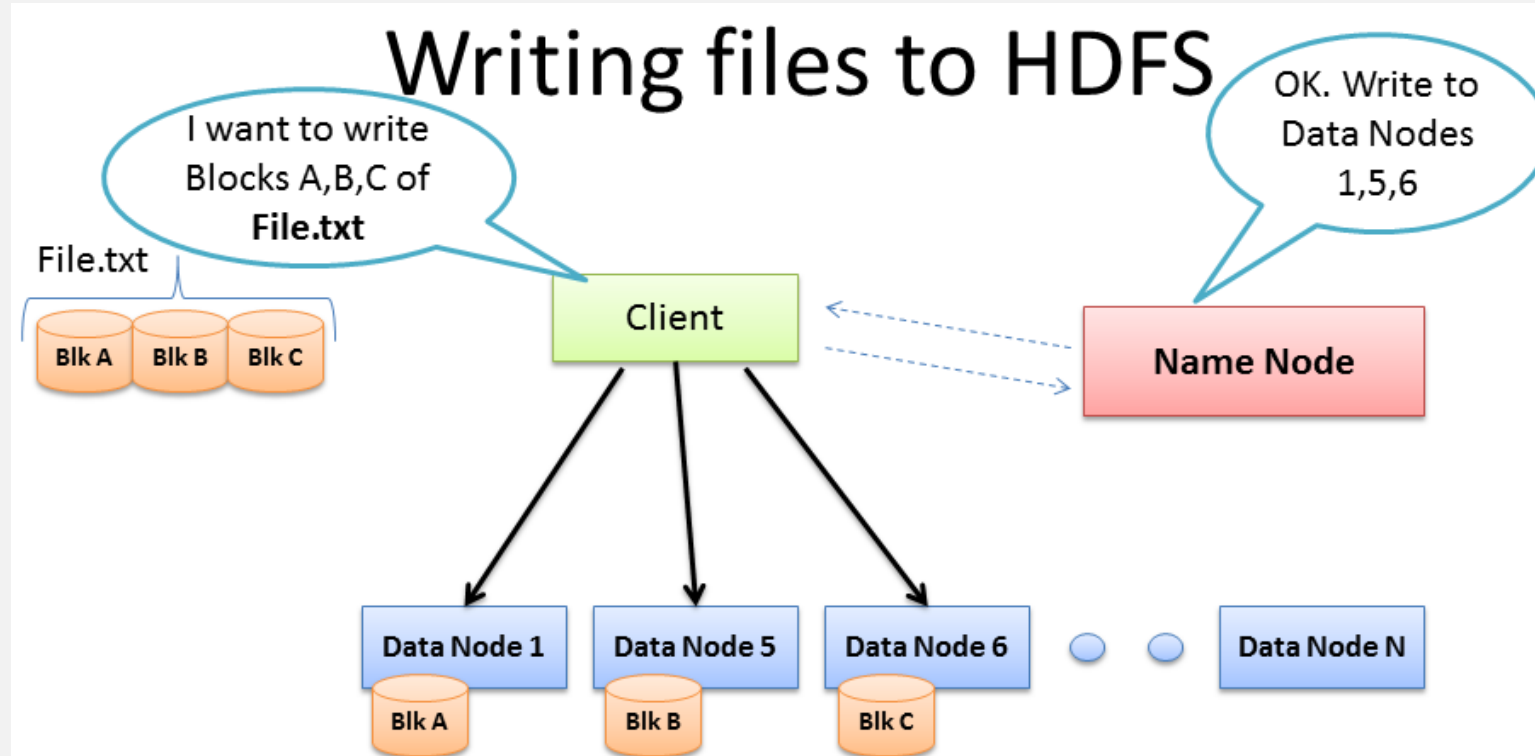 Writing files to HDFS
I want to write
Blocks A,B,C of
File.txt
OK. Write to
Data Nodes
1,5,6
File.txt
Blk A
Blk B
Blk C
Client
Name Node
Data Node 1
Data Node 5
Data Node 6
Data Node N
Blk A
Blk B
Blk C